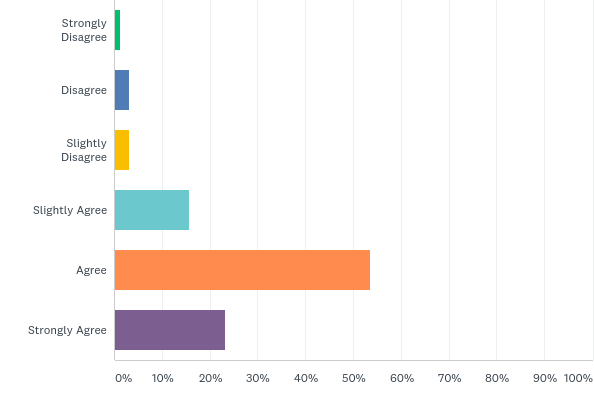 Strongly
Disagree
Disagree
Slightly
Disagree
Slightly Agree
Agree
Strongly Agree
0% 10% 20% 30% 40% 50% 60% 70% 80% 90% 100%